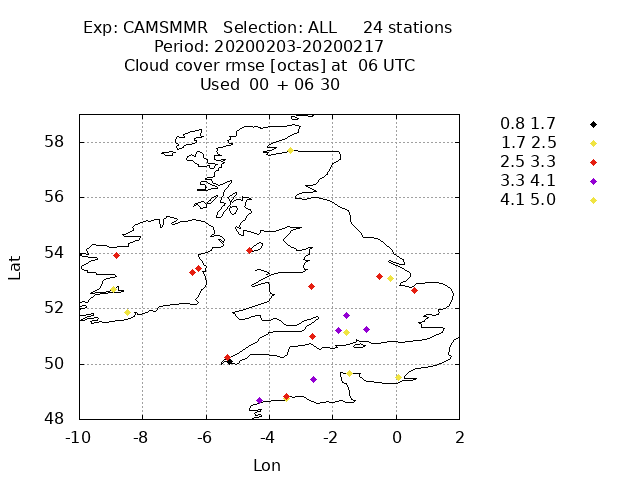 Exp: CAMSMMR Selection: ALL 24 stations
Period: 20200203-20200217
Cloud cover rmse [octas] at 06 UTC
Used 00 + 06 30
0.8 1.7
1.7 2.5
2.5 3.3
3.3 4.1
4.1 5.0
58
56
54
52
50
48
Lat
-10 -8 -6 -4 -2 0 2
Lon